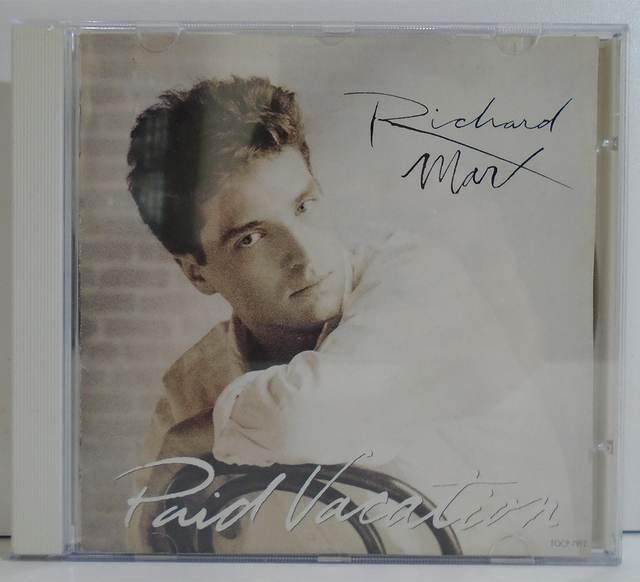 Richard
Marx
Paid Vacation
TOCP-7912